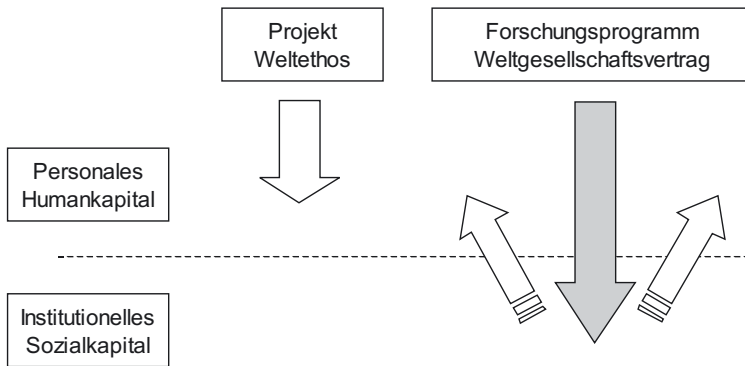 Projekt
Weltethos
Forschungsprogramm
Weltgesellschaftsvertrag
Personales
Humankapital
Institutionelles
Sozialkapital